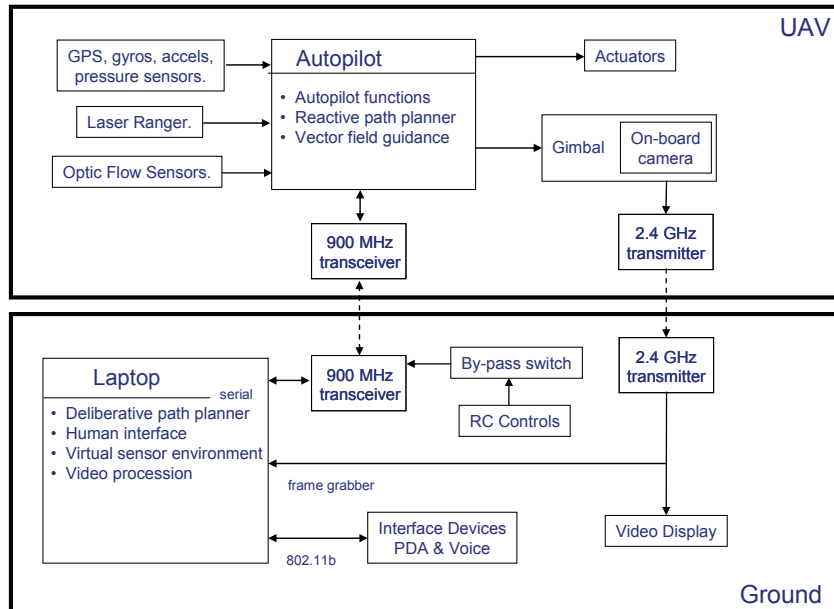 UAV
GPS, gyros, accels,
pressure sensors.
Autopilot
• Autopilot functions
• Reactive path planner
• Vector field guidance
Actuators
Laser Ranger.
Optic Flow Sensors.
Gimbal
On-board
camera
900 MHz
transceiver
2.4 GHz
transmitter
Laptop
serial
• Deliberative path planner
• Human interface
• Virtual sensor environment
• Video procession
900 MHz
transceiver
By-pass switch
RC Controls
2.4 GHz
transmitter
frame grabber
802.11b
Interface Devices
PDA & Voice
Video Display
Ground